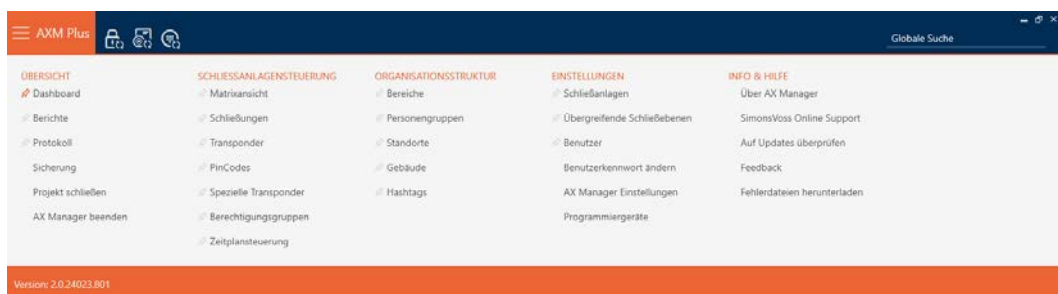 AXM Plus
Globale Suche
ÜBERSICHT
Dashboard
Berichte
Protokoll
Sicherung
Projekt schließen
AX Manager beenden
SCHLIESSANLAGENSTEUERUNG
Matrixansicht
Schließungen
Transponder
PinCodes
Spezielle Transponder
Berechtigungsgruppen
Zeitplansteuerung
ORGANISATIONSSTRUKTUR
Bereiche
Personengruppen
Standorte
Gebäude
Hashtags
EINSTELLUNGEN
Schließanlagen
Übergreifende Schließebenen
Benutzer
Benutzerkennwort ändern
AX Manager Einstellungen
Programmiergeräte
INFO & HILFE
Über AX Manager
SimonsVoss Online Support
Auf Updates überprüfen
Feedback
Fehlerdateien herunterladen
Version: 2.0.24023.801